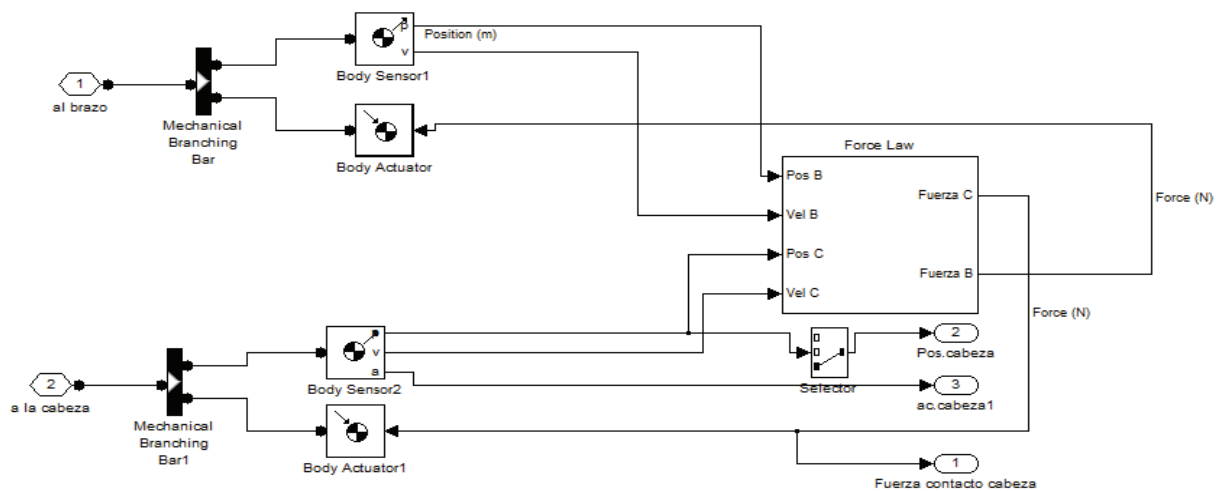 p
v
Position (m)
Body Sensor1
1
al brazo
Mechanical
Branching
Bar
Body Actuator
Force Law
Pos B
Vel B
Pos C
Vel C
Fuerza C
Fuerza B
Force (N)
Force (N)
v
a
Body Sensor2
2
a la cabeza
Mechanical
Branching
Bar1
Body Actuator1
Selector
2
Pos.cabeza
3
ac.cabeza1
1
Fuerza contacto cabeza